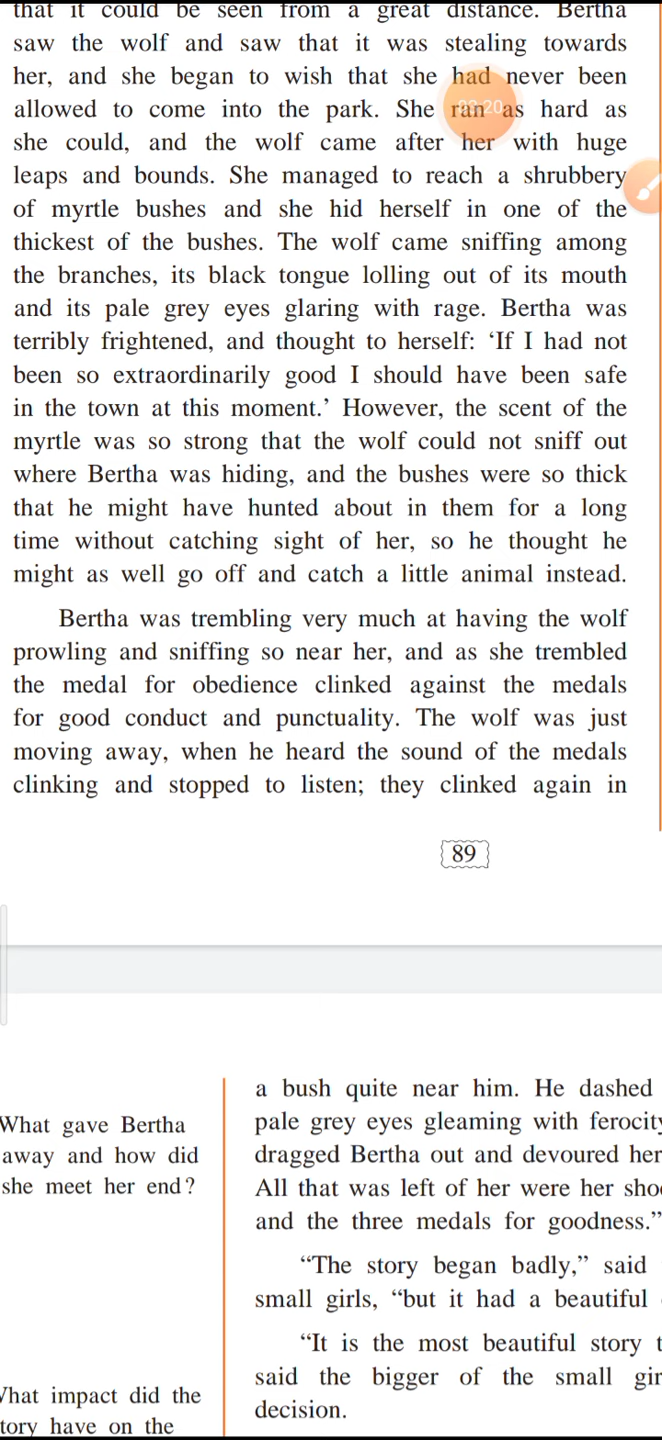 that it could be seen from a great distance. Bertha
saw the wolf and saw that it was stealing towards
her, and she began to wish that she had never been
allowed to come into the park. She ran as hard as
she could, and the wolf came after her with huge
leaps and bounds. She managed to reach a shrubbery
of myrtle bushes and she hid herself in one of the
thickest of the bushes. The wolf came sniffing among
the branches, its black tongue lolling out of its mouth
and its pale grey eyes glaring with rage. Bertha was
terribly frightened, and thought to herself: ‘If I had not
been so extraordinarily good I should have been safe
in the town at this moment.’ However, the scent of the
myrtle was so strong that the wolf could not sniff out
where Bertha was hiding, and the bushes were so thick
that he might have hunted about in them for a long
time without catching sight of her, so he thought he
might as well go off and catch a little animal instead.
Bertha was trembling very much at having the wolf
prowling and sniffing so near her, and as she trembled
the medal for obedience clinked against the medals
for good conduct and punctuality. The wolf was just
moving away, when he heard the sound of the medals
clinking and stopped to listen; they clinked again in
89
What gave Bertha
away and how did
she meet her end?
What impact did the
story have on the
a bush quite near him. He dashed
pale grey eyes gleaming with ferocity
dragged Bertha out and devoured her
All that was left of her were her sho
and the three medals for goodness.”
“The story began badly,” said
small girls, “but it had a beautiful
“It is the most beautiful story t
said the bigger of the small gir
decision.